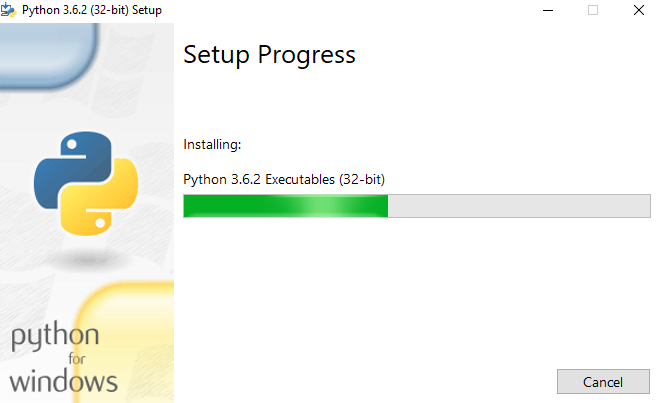 Python 3.6.2 (32-bit) Setup
Setup Progress
Installing:
Python 3.6.2 Executables (32-bit)
python
for
windows
Cancel